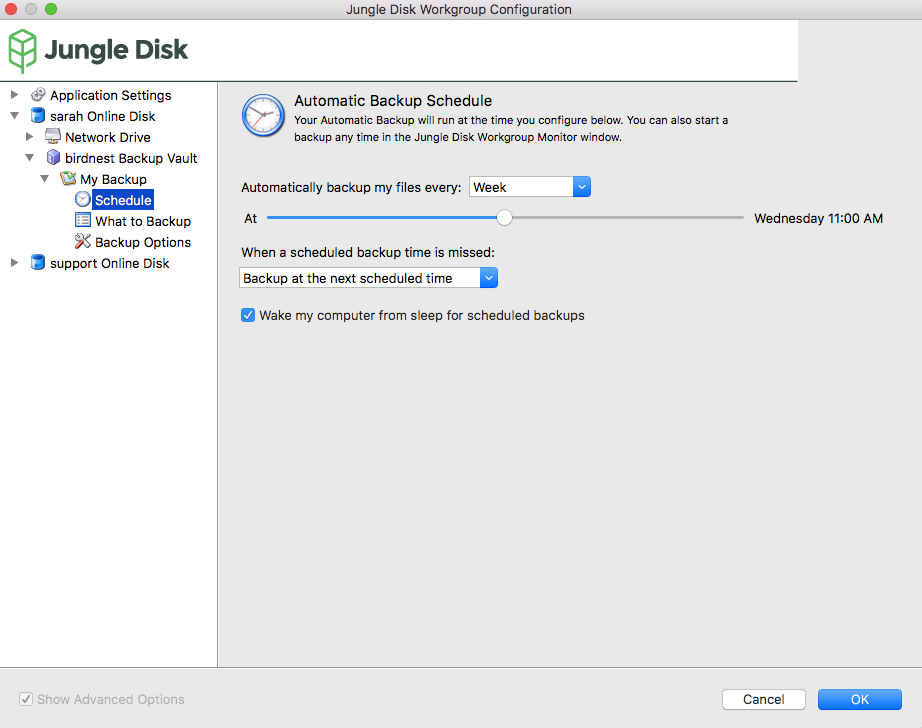 Jungle Disk Workgroup Configuration
Jungle Disk
Application Settings
sarah Online Disk
Network Drive
birdnest Backup Vault
My Backup
Schedule
What to Backup
Backup Options
support Online Disk
Automatic Backup Schedule
Your Automatic Backup will run at the time you configure below. You can also start a
backup any time in the Jungle Disk Workgroup Monitor window.
Automatically backup my files every: Week
At Wednesday 11:00 AM
When a scheduled backup time is missed:
Backup at the next scheduled time
Wake my computer from sleep for scheduled backups
Show Advanced Options
Cancel OK